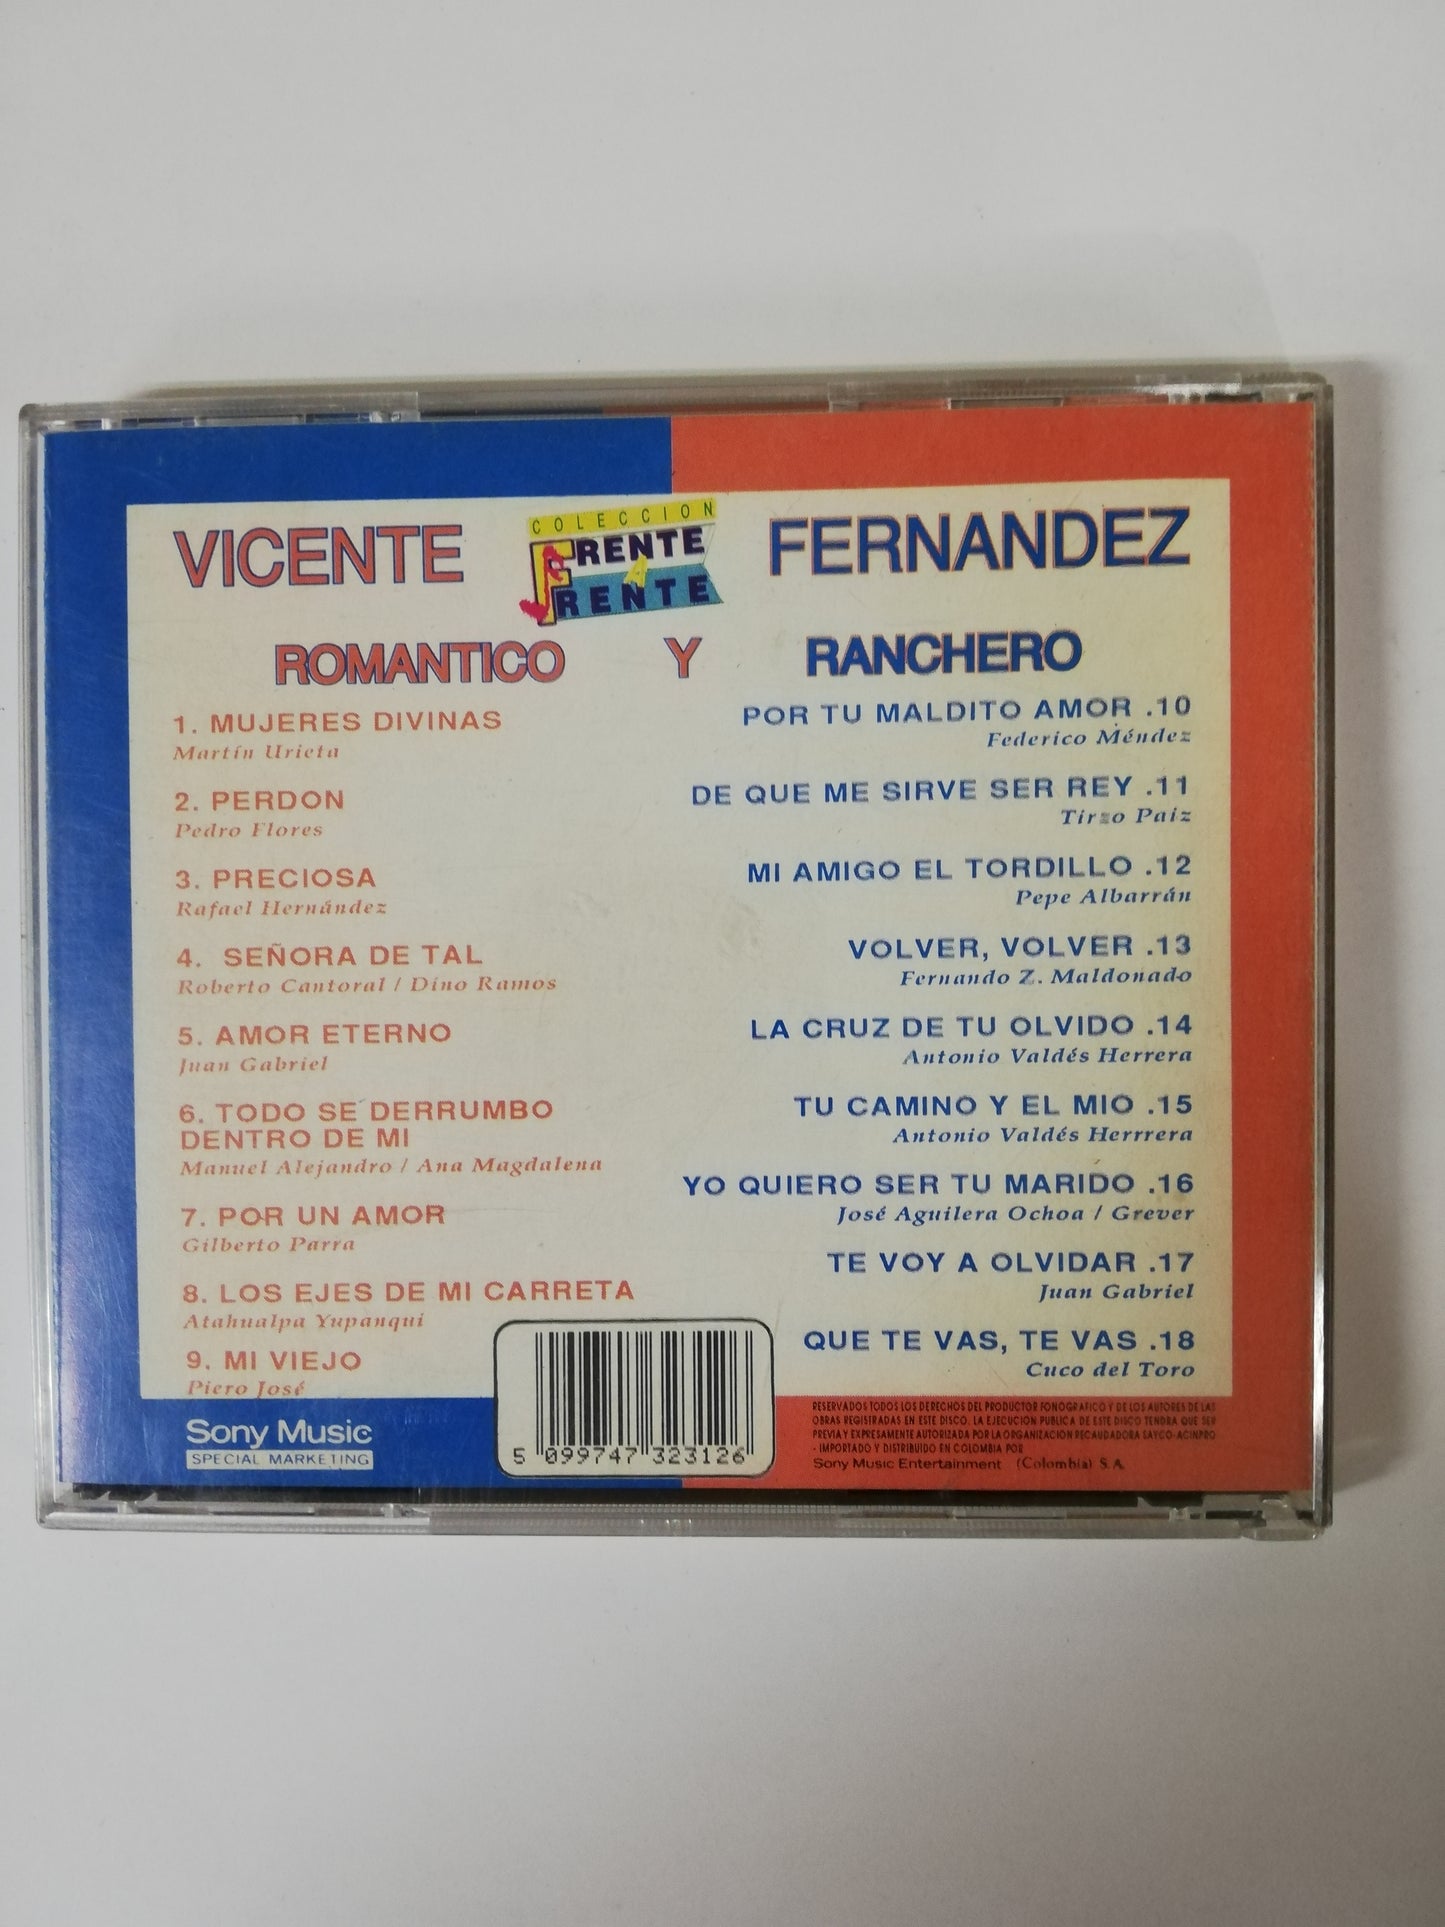 VICENTE
COLECCION
FRENTE
A
FRENTE
FERNANDEZ
ROMANTICO Y RANCHERO
1. MUJERES DIVINAS
Martín Urieta
2. PERDON
Pedro Flores
3. PRECIOSA
Rafael Hernández
4. SEÑORA DE TAL
Roberto Cantoral / Dino Ramos
5. AMOR ETERNO
Juan Gabriel
6. TODO SE DERRUMBO
DENTRO DE MI
Manuel Alejandro / Ana Magdalena
7. POR UN AMOR
Gilberto Parra
8. LOS EJES DE MI CARRETA
Atahualpa Yupanqui
9. MI VIEJO
Piero José
POR TU MALDITO AMOR .10
Federico Méndez
DE QUE ME SIRVE SER REY .11
Tirzo Paiz
MI AMIGO EL TORDILLO .12
Pepe Albarrán
VOLVER, VOLVER .13
Fernando Z. Maldonado
LA CRUZ DE TU OLVIDO .14
Antonio Valdés Herrera
TU CAMINO Y EL MIO .15
Antonio Valdés Herrrera
YO QUIERO SER TU MARIDO .16
José Aguilera Ochoa / Grever
TE VOY A OLVIDAR .17
Juan Gabriel
QUE TE VAS, TE VAS .18
Cuco del Toro
Sony Music
SPECIAL MARKETING
5 099747 323126
RESERVADOS TODOS LOS DERECHOS DEL PRODUCTOR FONOGRAFICO Y DE LOS AUTORES DE LAS
OBRAS REGISTRADAS EN ESTE DISCO. LA EJECUCION PUBLICA DE ESTE DISCO TENDRA QUE SER
PREVIA Y EXPRESAMENTE AUTORIZADA POR LA ORGANIZACION RECAUDADORA SAYCO-ACINPRO
- IMPORTADO Y DISTRIBUIDO EN COLOMBIA POR
Sony Music Entertainment (Colombia) S.A.